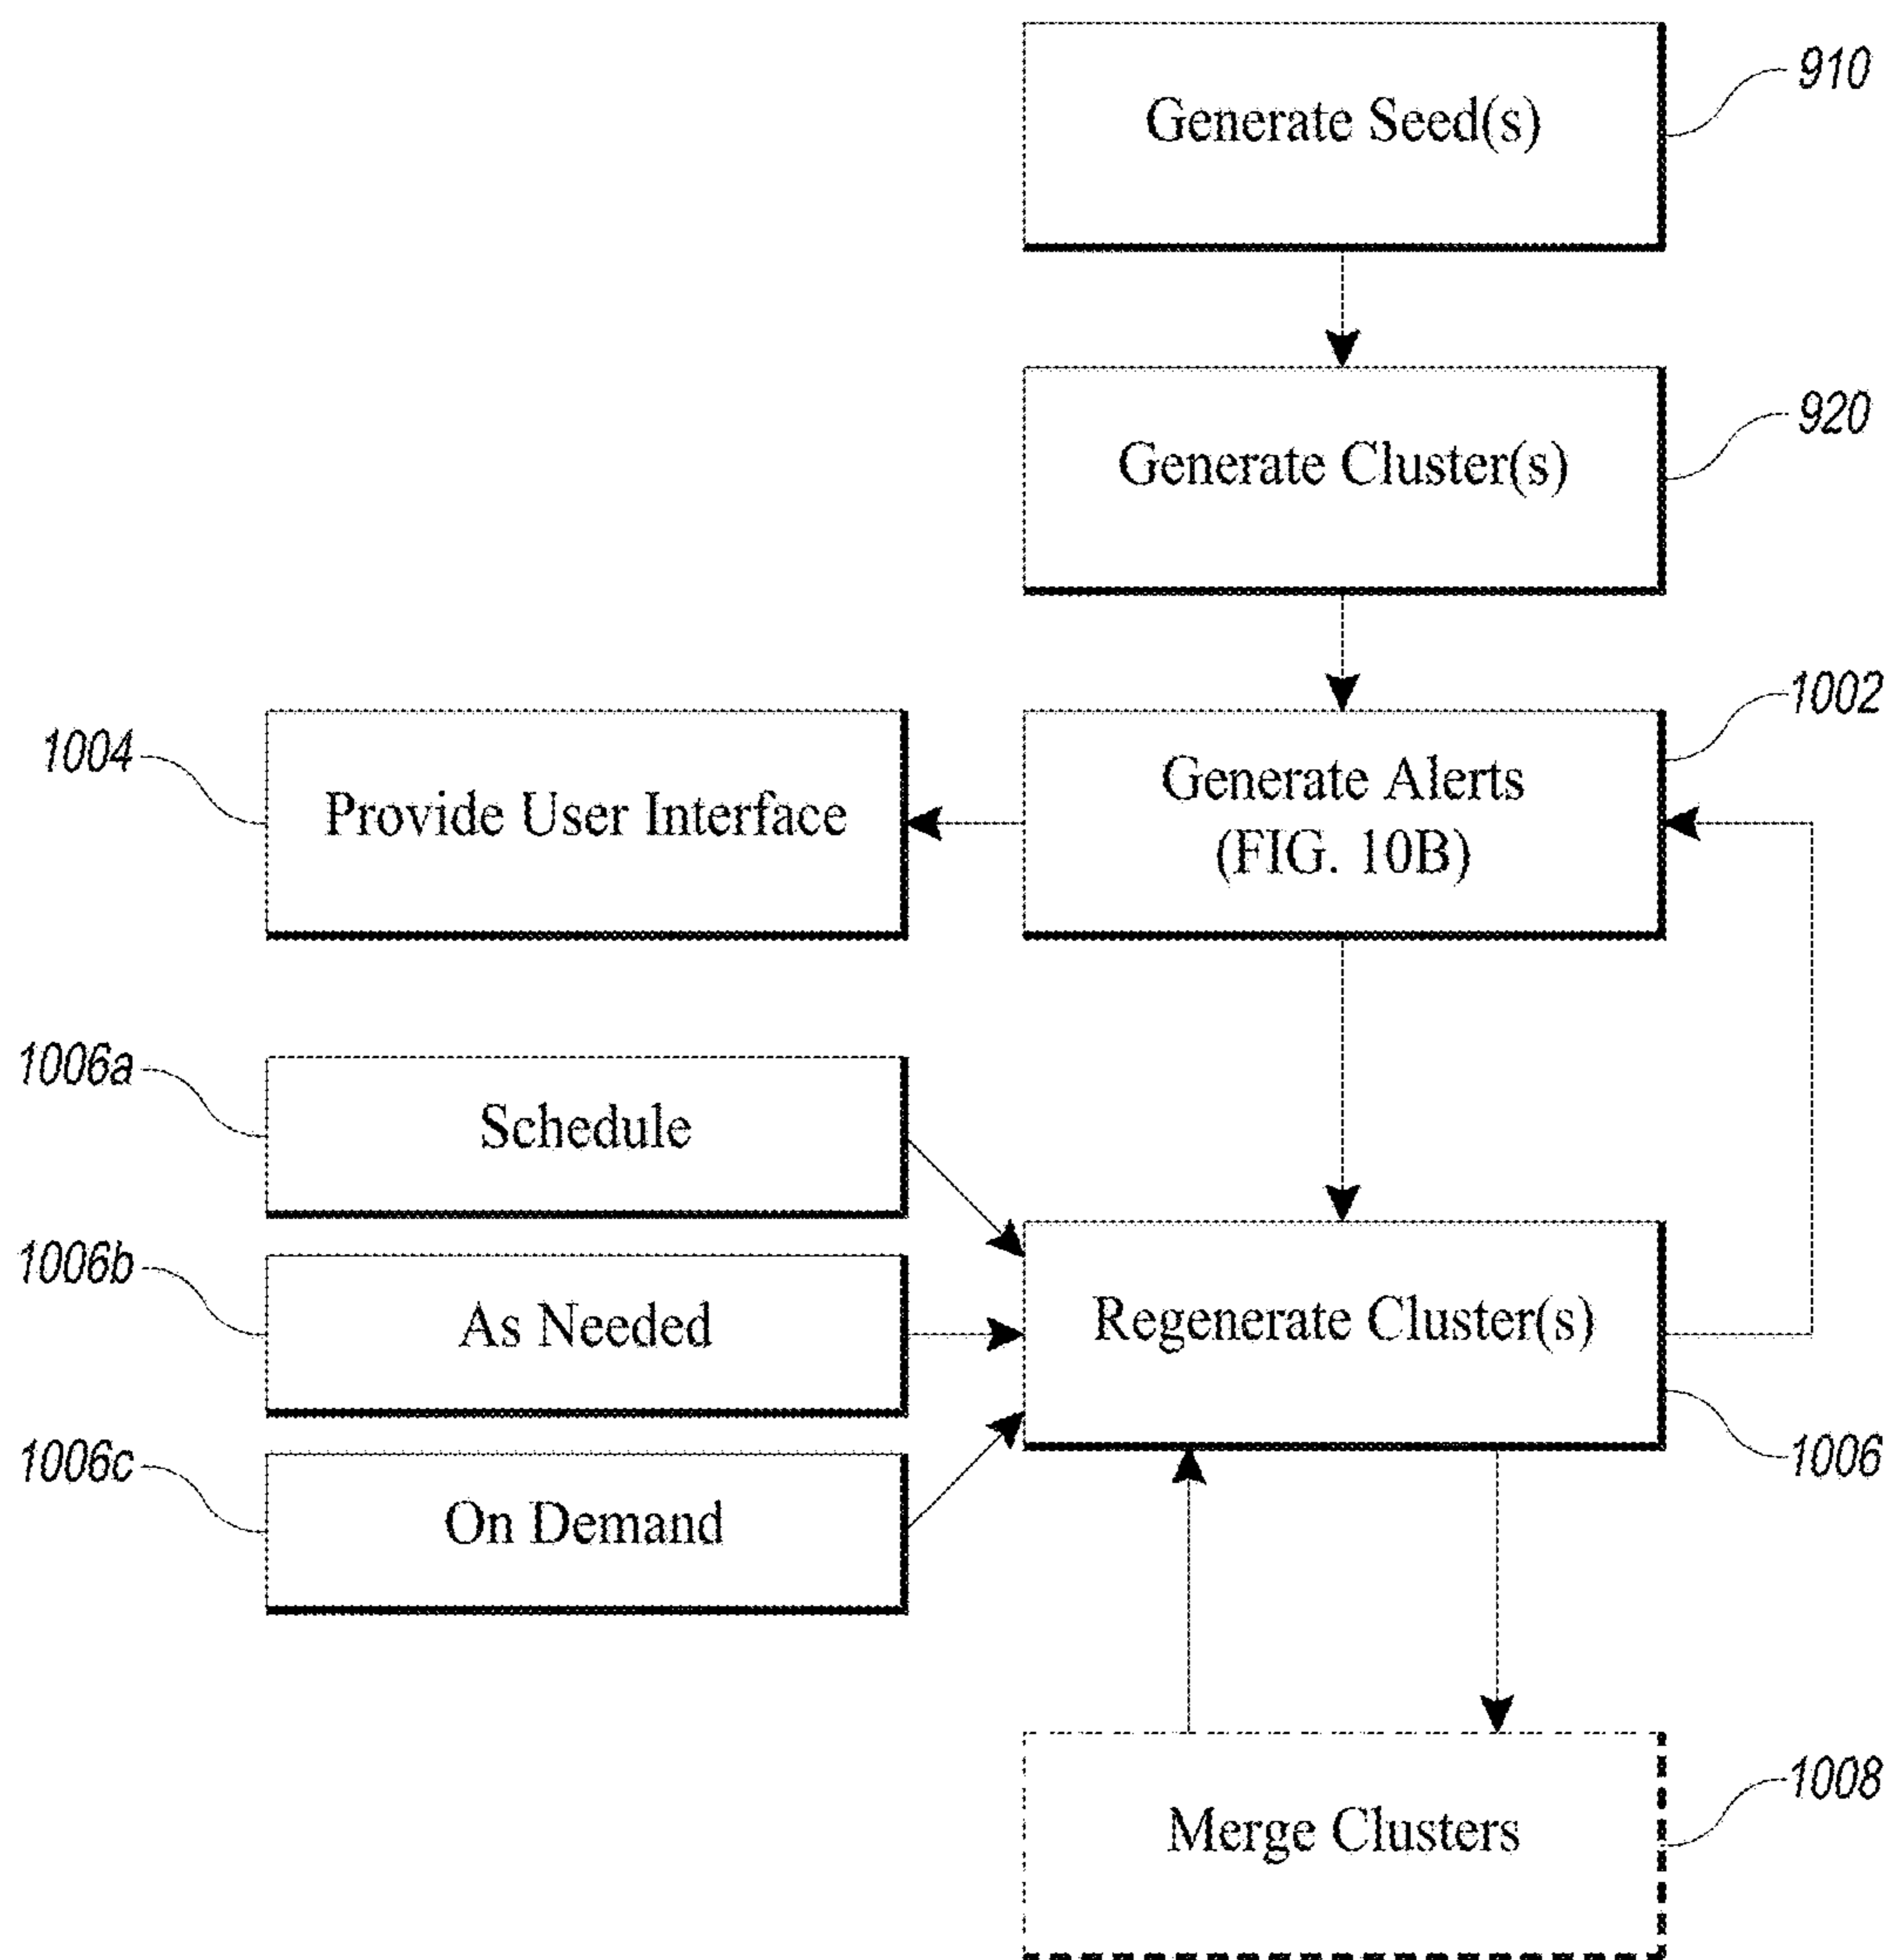 Generate Seed(s)
910
Generate Cluster(s)
920
1004
Provide User Interface
Generate Alerts
(FIG. 10B)
1002
1006a
Schedule
1006b
As Needed
1006c
On Demand
Regenerate Cluster(s)
1006
Merge Clusters
1008